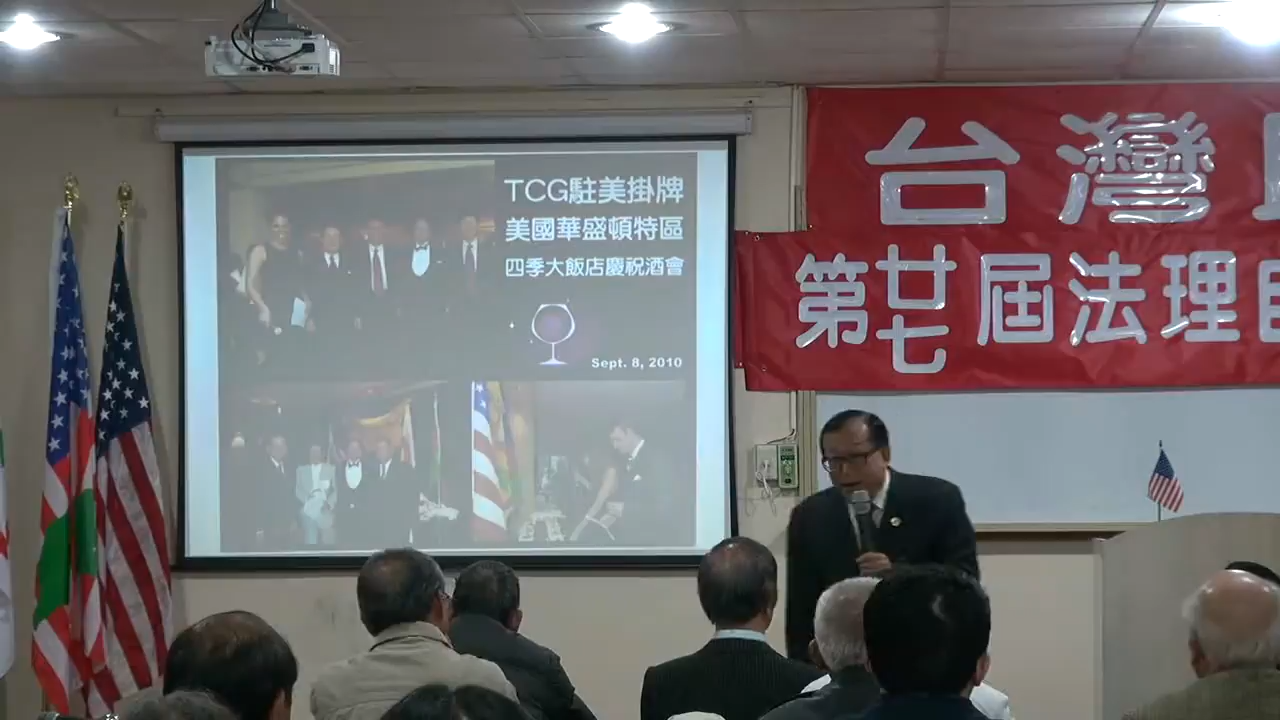 TCG駐美掛牌
美國華盛頓特區
四季大飯店慶祝酒會
Sept. 8, 2010
台灣
第廿七屆法理